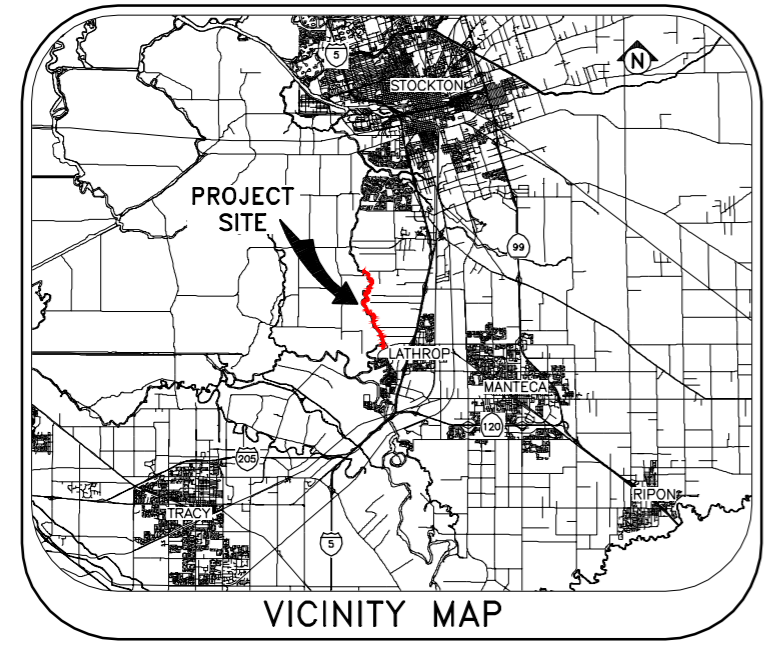 5
N
STOCKTON
PROJECT
SITE
99
LATHROP
MANTECA
120
205
RIPON
TRACY
5
VICINITY MAP